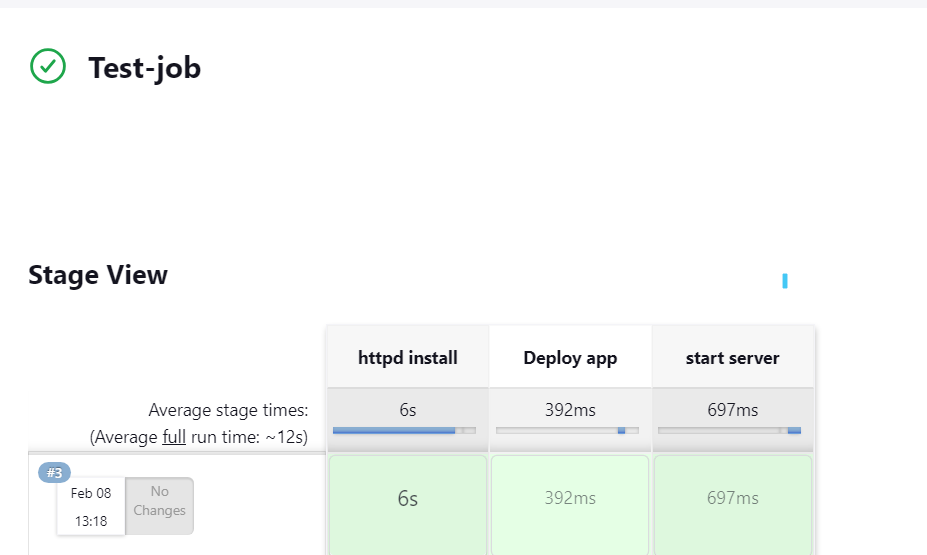 Test-job
Stage View
httpd install Deploy app start server
Average stage times: 6s 392ms 697ms
(Average full run time: ~12s)
#3
Feb 08
13:18
No
Changes
6s 392ms 697ms